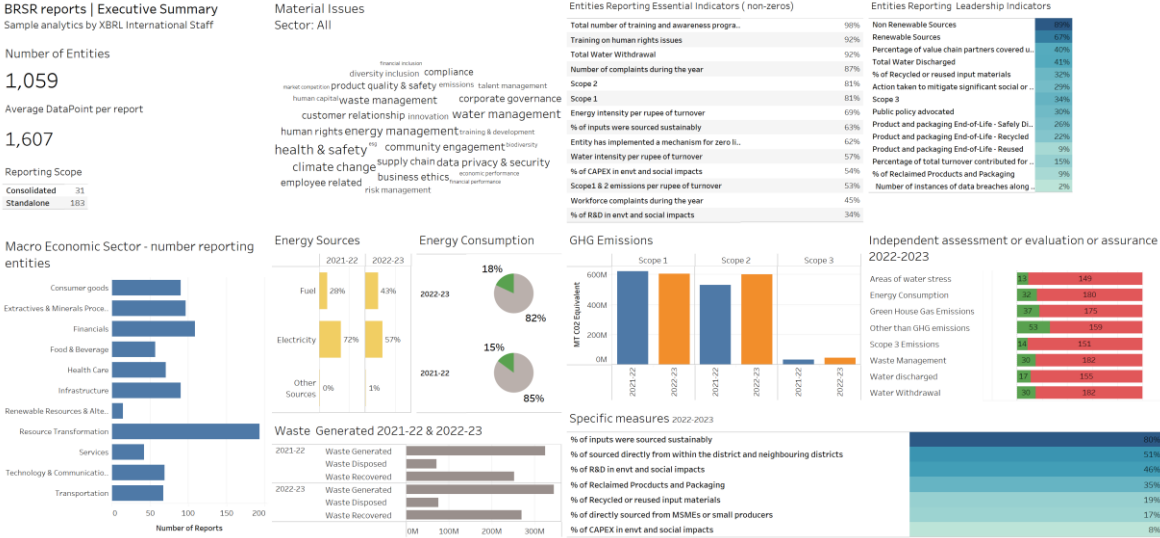 BRSR reports | Executive Summary
Sample analytics by XBRL International Staff
Number of Entities
1,059
Average DataPoint per report
1,607
Reporting Scope
Consolidated 31
Standalone 183
Material Issues
Sector: All
financial inclusion
diversity inclusion compliance
market competition product quality & safety emissions talent management
human capital waste management corporate governance
customer relationship innovation water management
human rights energy management training & development
health & safety esg community engagement biodiversity
climate change supply chain data privacy & security
business ethics economic performance
employee related financial performance
risk management
Entities Reporting Essential Indicators ( non-zeros)
Total number of training and awareness progra.. 98%
Training on human rights issues 92%
Total Water Withdrawal 92%
Number of complaints during the year 87%
Scope 2 81%
Scope 1 81%
Energy intensity per rupee of turnover 69%
% of inputs were sourced sustainably 63%
Entity has implemented a mechanism for zero li.. 62%
Water intensity per rupee of turnover 57%
% of CAPEX in envt and social impacts 54%
Scope1 & 2 emissions per rupee of turnover 53%
Workforce complaints during the year 45%
% of R&D in envt and social impacts 34%
Entities Reporting Leadership Indicators
Non Renewable Sources 89%
Renewable Sources 67%
Percentage of value chain partners covered u... 40%
Total Water Discharged 41%
% of Recycled or reused input materials 32%
Action taken to mitigate significant social or .. 29%
Scope 3 34%
Public policy advocated 30%
Product and packaging End-of-Life - Safely Di.. 26%
Product and packaging End-of-Life - Recycled 22%
Product and packaging End-of-Life - Reused 9%
Percentage of total turnover contributed for .. 15%
% of Reclaimed Procducts and Packaging 9%
Number of instances of data breaches along .. 2%
Macro Economic Sector - number reporting
entities
Consumer goods
Extractives & Minerals Proce..
Financials
Food & Beverage
Health Care
Infrastructure
Renewable Resources & Alte..
Resource Transformation
Services
Technology & Communicatio..
Transportation
0 50 100 150 200
Number of Reports
Energy Sources
2021-22 2022-23
Fuel 28% 43%
Electricity 72% 57%
Other
Sources 0% 1%
Energy Consumption
2022-23 18% 82%
2021-22 15% 85%
Waste Generated 2021-22 & 2022-23
2021-22 Waste Generated
Waste Disposed
Waste Recovered
2022-23 Waste Generated
Waste Disposed
Waste Recovered
0M 100M 200M 300M
GHG Emissions
Scope 1 Scope 2 Scope 3
MT CO2 Equivalent
600M
400M
200M
0M
2021-22 2022-23 2021-22 2022-23 2021-22 2022-23
Independent assessment or evaluation or assurance
2022-2023
Areas of water stress 13 149
Energy Consumption 32 180
Green House Gas Emissions 37 175
Other than GHG emissions 53 159
Scope 3 Emissions 14 151
Waste Management 30 182
Water discharged 17 155
Water Withdrawal 30 182
Specific measures 2022-2023
% of inputs were sourced sustainably 80%
% of sourced directly from within the district and neighbouring districts 51%
% of R&D in envt and social impacts 46%
% of Reclaimed Procducts and Packaging 35%
% of Recycled or reused input materials 19%
% of directly sourced from MSMEs or small producers 17%
% of CAPEX in envt and social impacts 8%